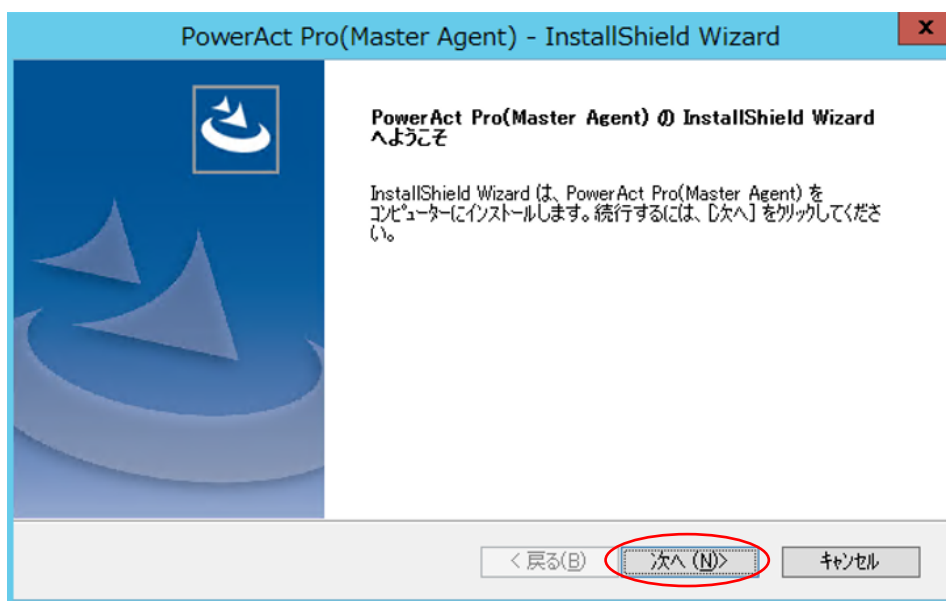 PowerAct Pro(Master Agent) - InstallShield Wizard
x
PowerAct Pro(Master Agent) の InstallShield Wizard
へようこそ
InstallShield Wizard は、PowerAct Pro(Master Agent) を
コンピューターにインストールします。続行するには、[次へ] をクリックしてくださ
い。
< 戻る(B)
次へ (N)>
キャンセル